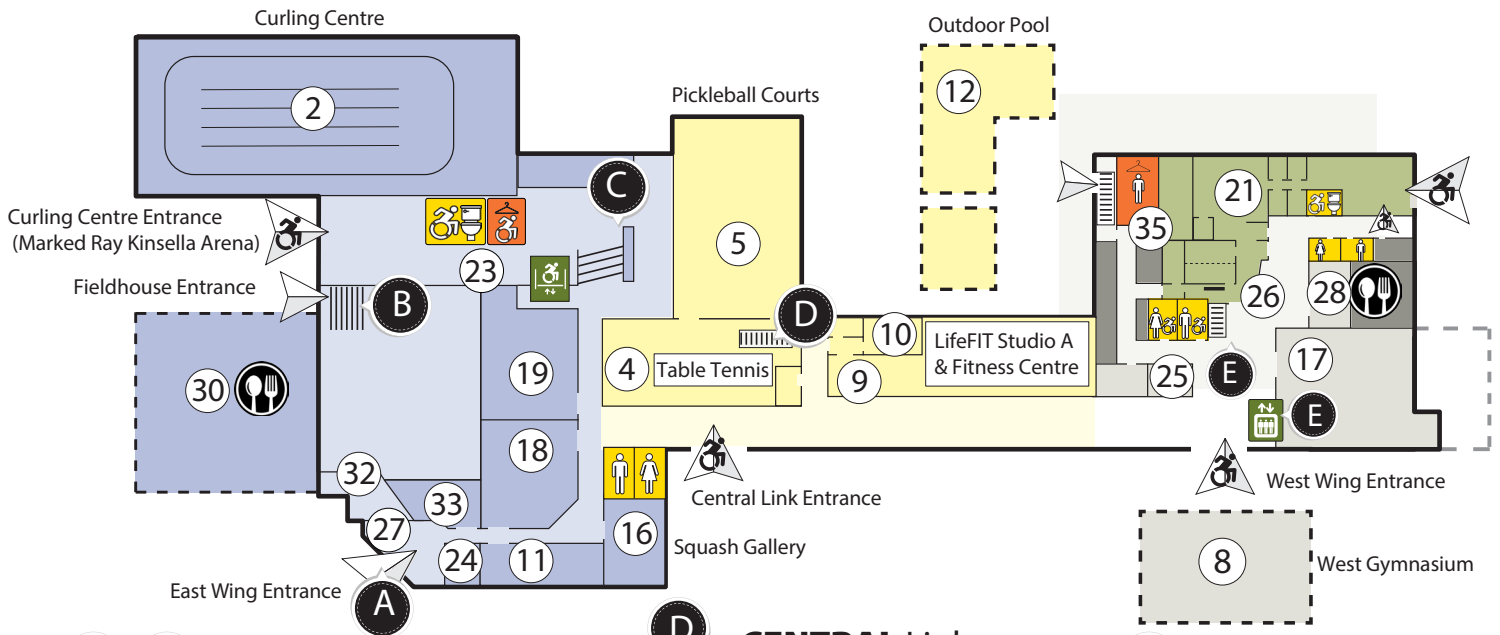 Curling Centre
Outdoor Pool
Pickleball Courts
2
12
C
21
Curling Centre Entrance
(Marked Ray Kinsella Arena)
35
5
23
Fieldhouse Entrance
B
26
28
D
10
LifeFIT Studio A
& Fitness Centre
17
19
4
Table Tennis
9
25
E
30
E
18
32
Central Link Entrance
West Wing Entrance
33
27
16
Squash Gallery
24
11
8
West Gymnasium
East Wing Entrance
A
D
CENTRAL Link